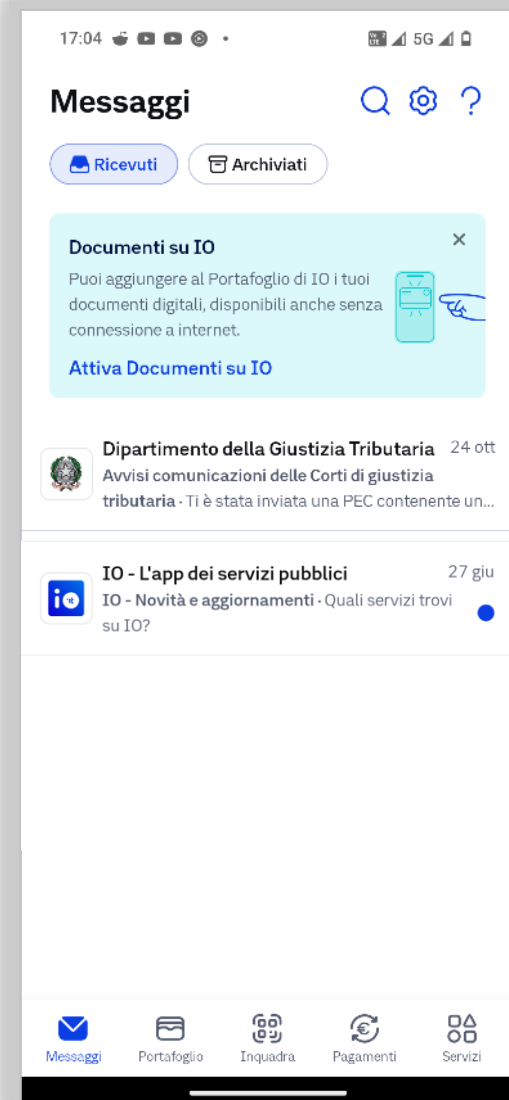 17:04 5G
Messaggi
Ricevuti Archiviati
Documenti su IO
Puoi aggiungere al Portafoglio di IO i tuoi
documenti digitali, disponibili anche senza
connessione a internet.
Attiva Documenti su IO
Dipartimento della Giustizia Tributaria 24 ott
Avvisi comunicazioni delle Corti di giustizia
tributaria · Ti è stata inviata una PEC contenente un...
IO - L'app dei servizi pubblici 27 giu
IO - Novità e aggiornamenti · Quali servizi trovi
su IO?
Messaggi Portafoglio Inquadra Pagamenti Servizi